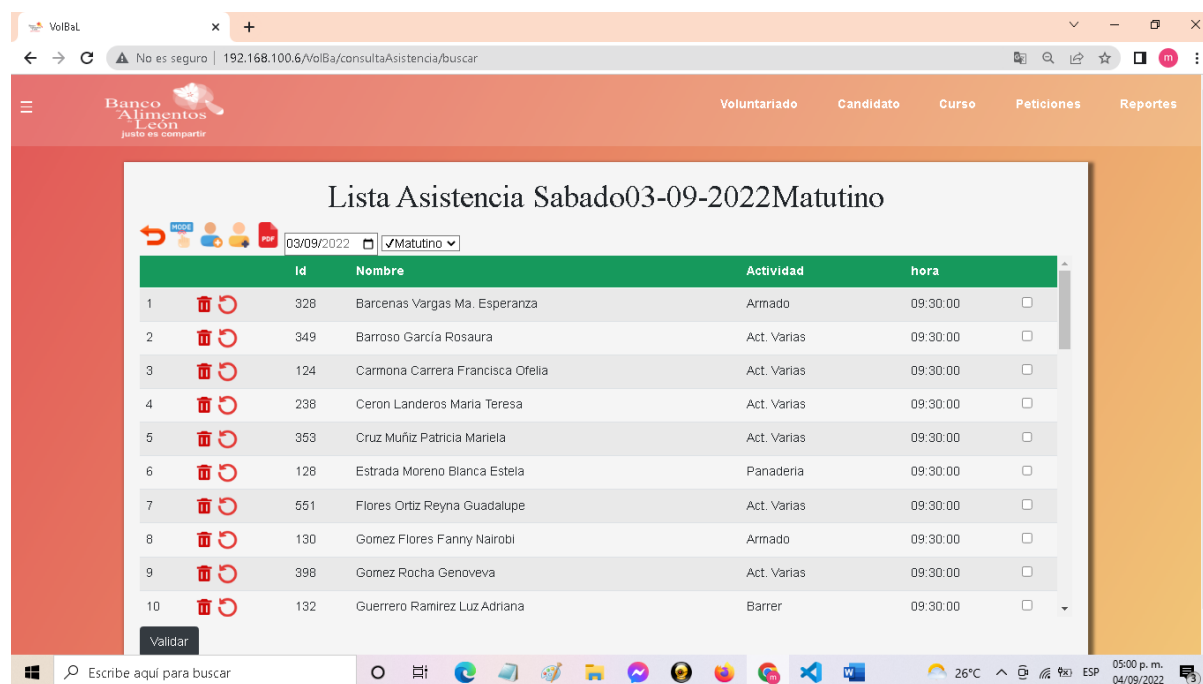 VolBaL
No es seguro | 192.168.100.6/VolBa/consultaAsistencia/buscar
m
Banco de Alimentos León
justo es compartir
Voluntariado Candidato Curso Peticiones Reportes
Lista Asistencia Sabado03-09-2022Matutino
MODE PDF 03/09/2022 ✓Matutino
Id Nombre Actividad hora
1 328 Barcenas Vargas Ma. Esperanza Armado 09:30:00
2 349 Barroso García Rosaura Act. Varias 09:30:00
3 124 Carmona Carrera Francisca Ofelia Act. Varias 09:30:00
4 238 Ceron Landeros Maria Teresa Act. Varias 09:30:00
5 353 Cruz Muñiz Patricia Mariela Act. Varias 09:30:00
6 128 Estrada Moreno Blanca Estela Panaderia 09:30:00
7 551 Flores Ortiz Reyna Guadalupe Act. Varias 09:30:00
8 130 Gomez Flores Fanny Nairobi Armado 09:30:00
9 398 Gomez Rocha Genoveva Act. Varias 09:30:00
10 132 Guerrero Ramirez Luz Adriana Barrer 09:30:00
Validar
Escribe aquí para buscar
26°C ESP 05:00 p. m.
04/09/2022